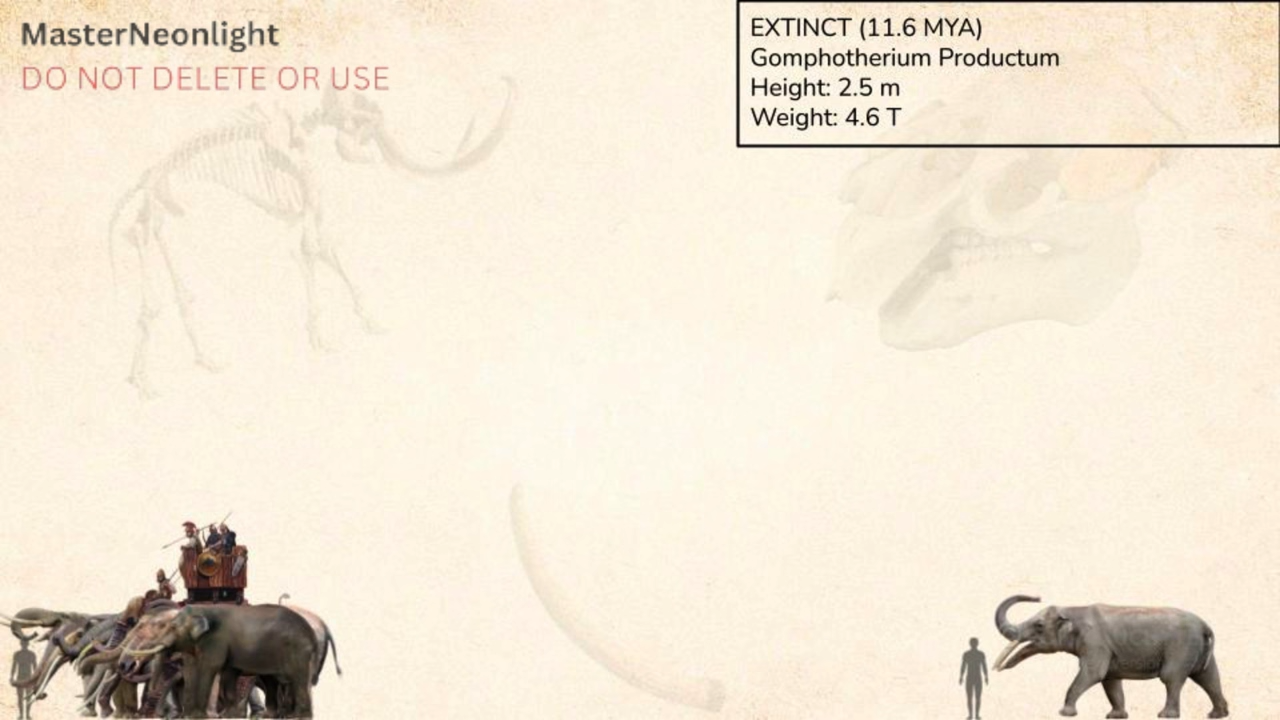 MasterNeonlight
DO NOT DELETE OR USE
EXTINCT (11.6 MYA)
Gomphotherium Productum
Height: 2.5 m
Weight: 4.6 T